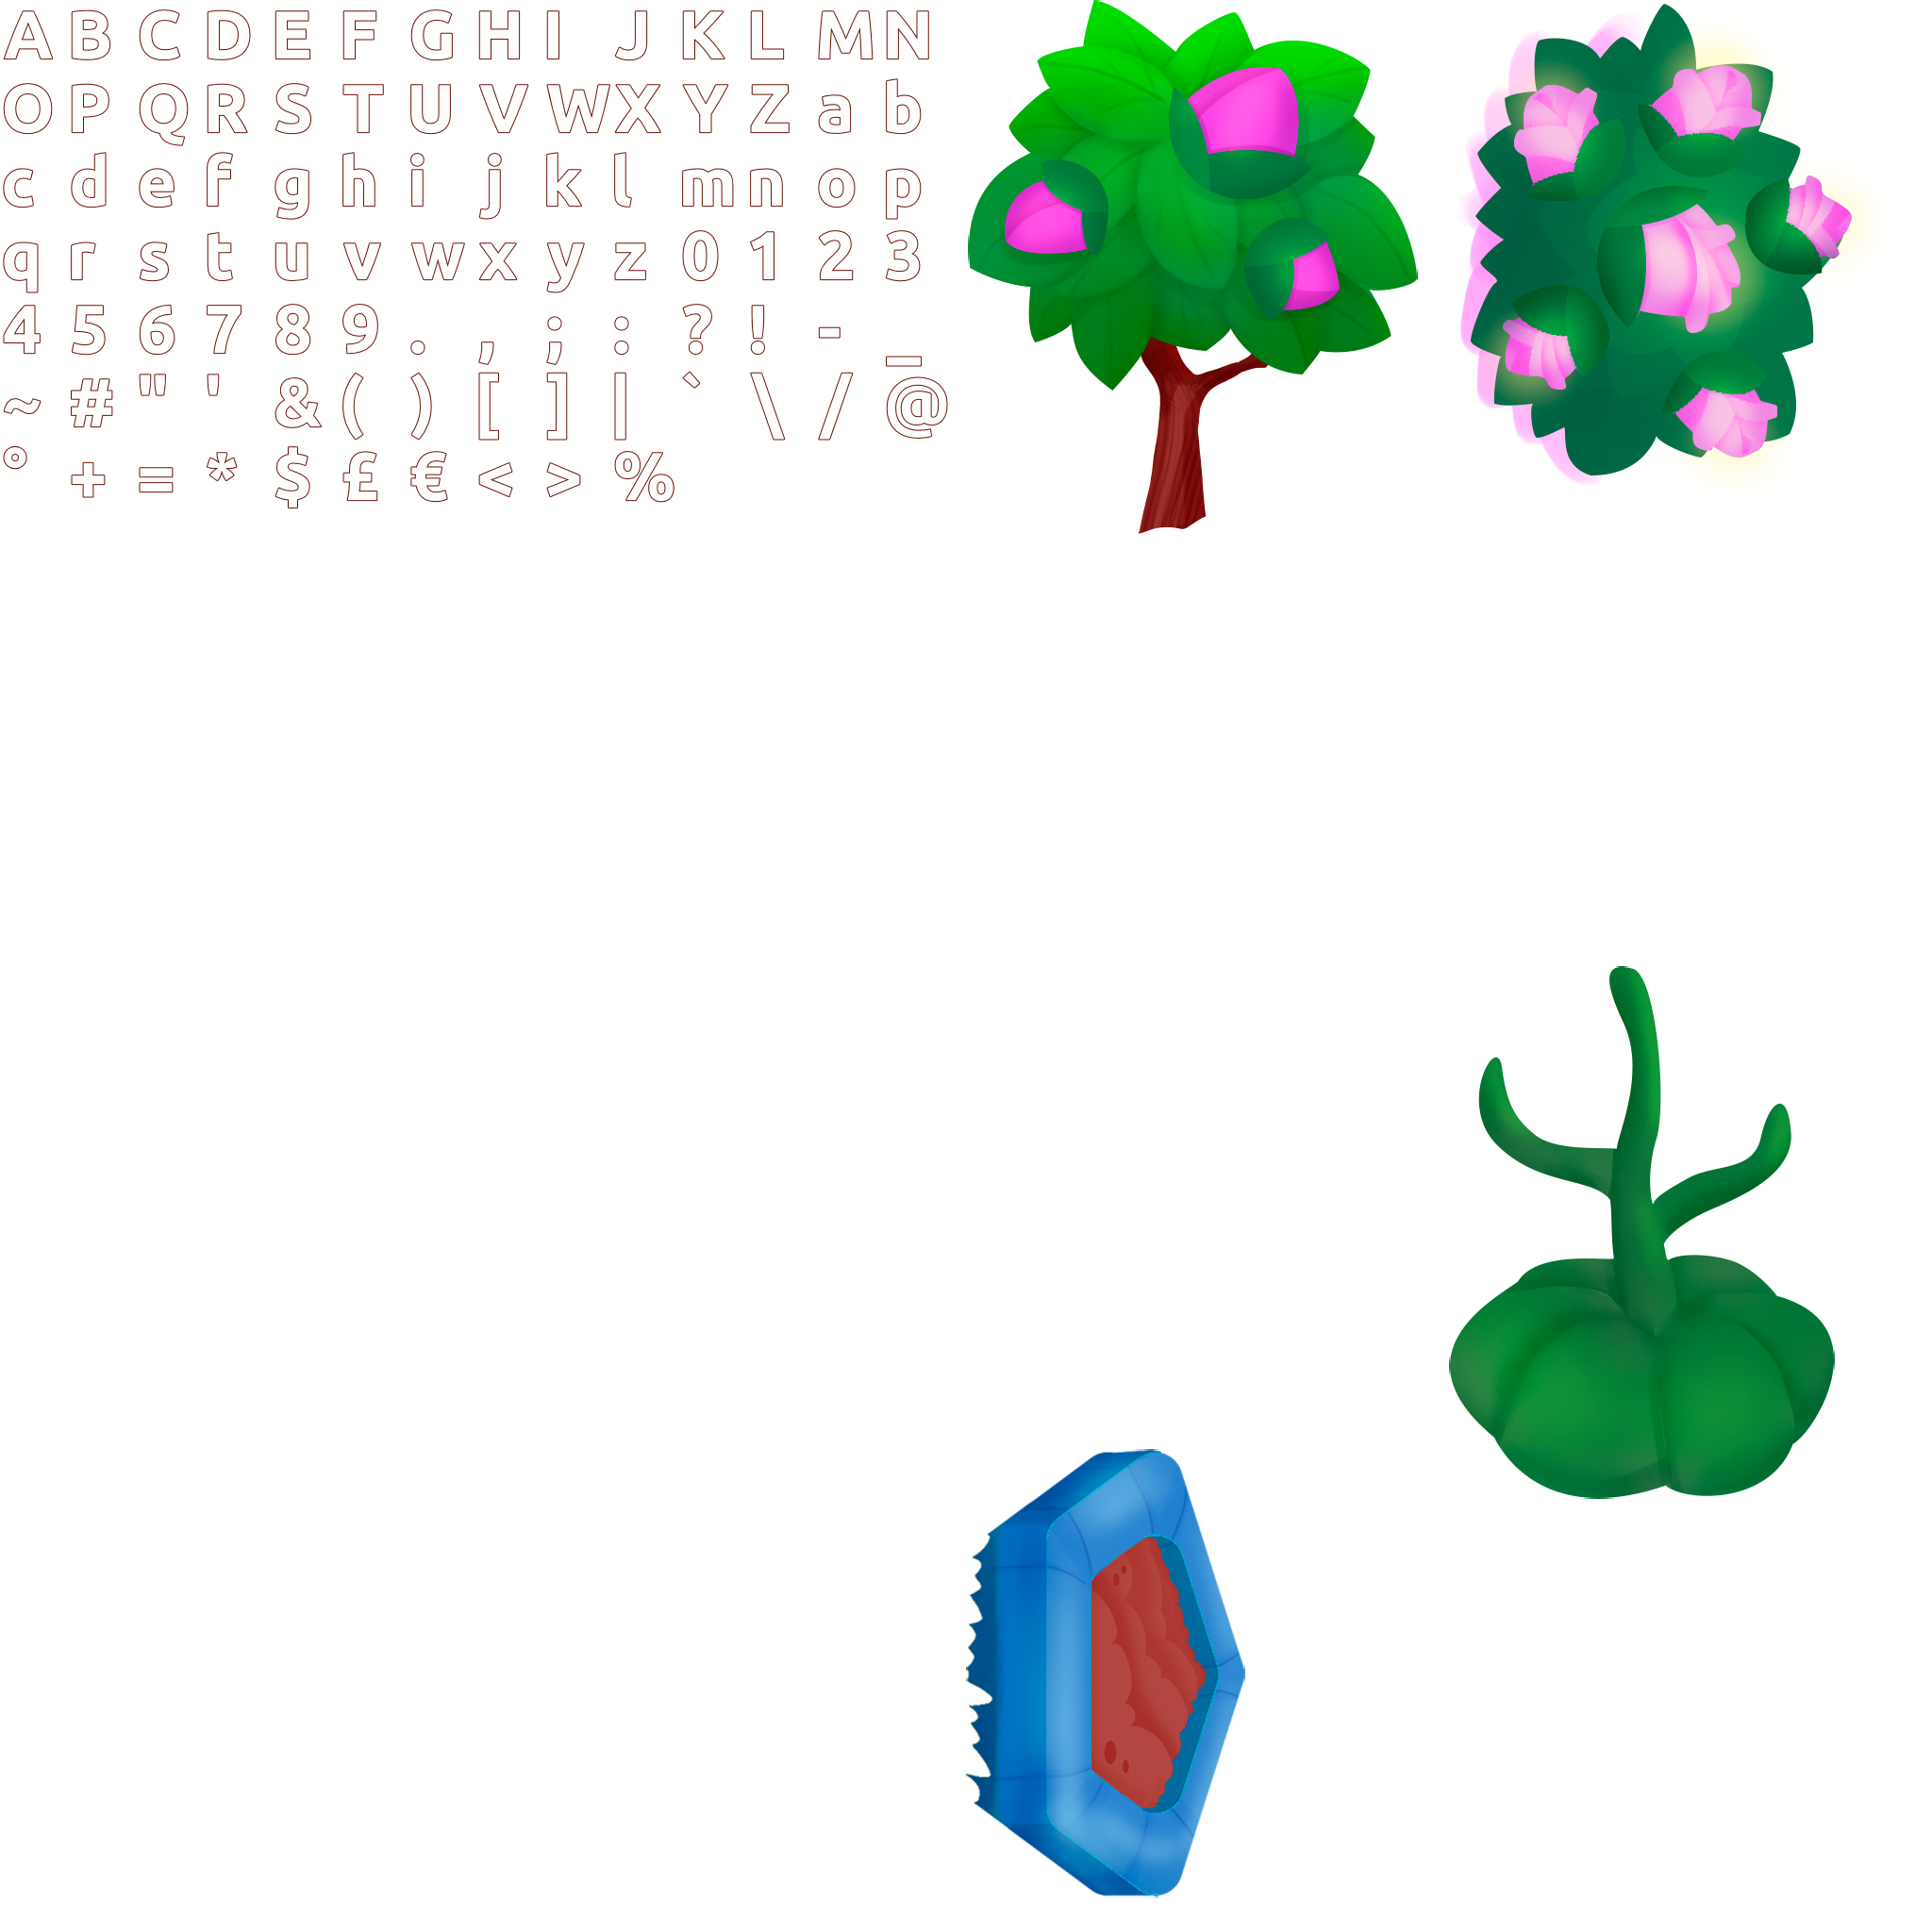 A B C D E F G H I J K L M N
O P Q R S T U V W X Y Z a b
c d e f g h i j k l m n o p
q r s t u v w x y z 0 1 2 3
4 5 6 7 8 9 . , ; : ? ! - _
~ # " ' & ( ) [ ] | ` \ / @
° + = * $ £ € < > %